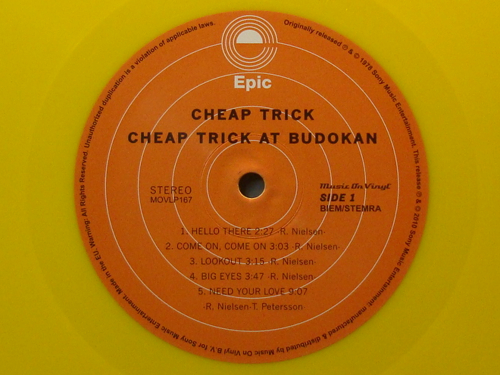 Epic
CHEAP TRICK
CHEAP TRICK AT BUDOKAN
STEREO
MOVLP167
Music On Vinyl
SIDE 1
BIEM/STEMRA
1. HELLO THERE 2:27 -R. Nielsen-
2. COME ON, COME ON 3:03 -R. Nielsen-
3. LOOKOUT 3:15 -R. Nielsen-
4. BIG EYES 3:47 -R. Nielsen-
5. NEED YOUR LOVE 9:07
-R. Nielsen-T. Petersson-
Originally released ℗ & © 1978 Sony Music Entertainment. This release ℗ & © 2010 Sony Music Entertainment; manufactured & distributed by Music On Vinyl B.V. for Sony Music Entertainment. Made in the E.U. Warning: All Rights Reserved. Unauthorized duplication is a violation of applicable laws.